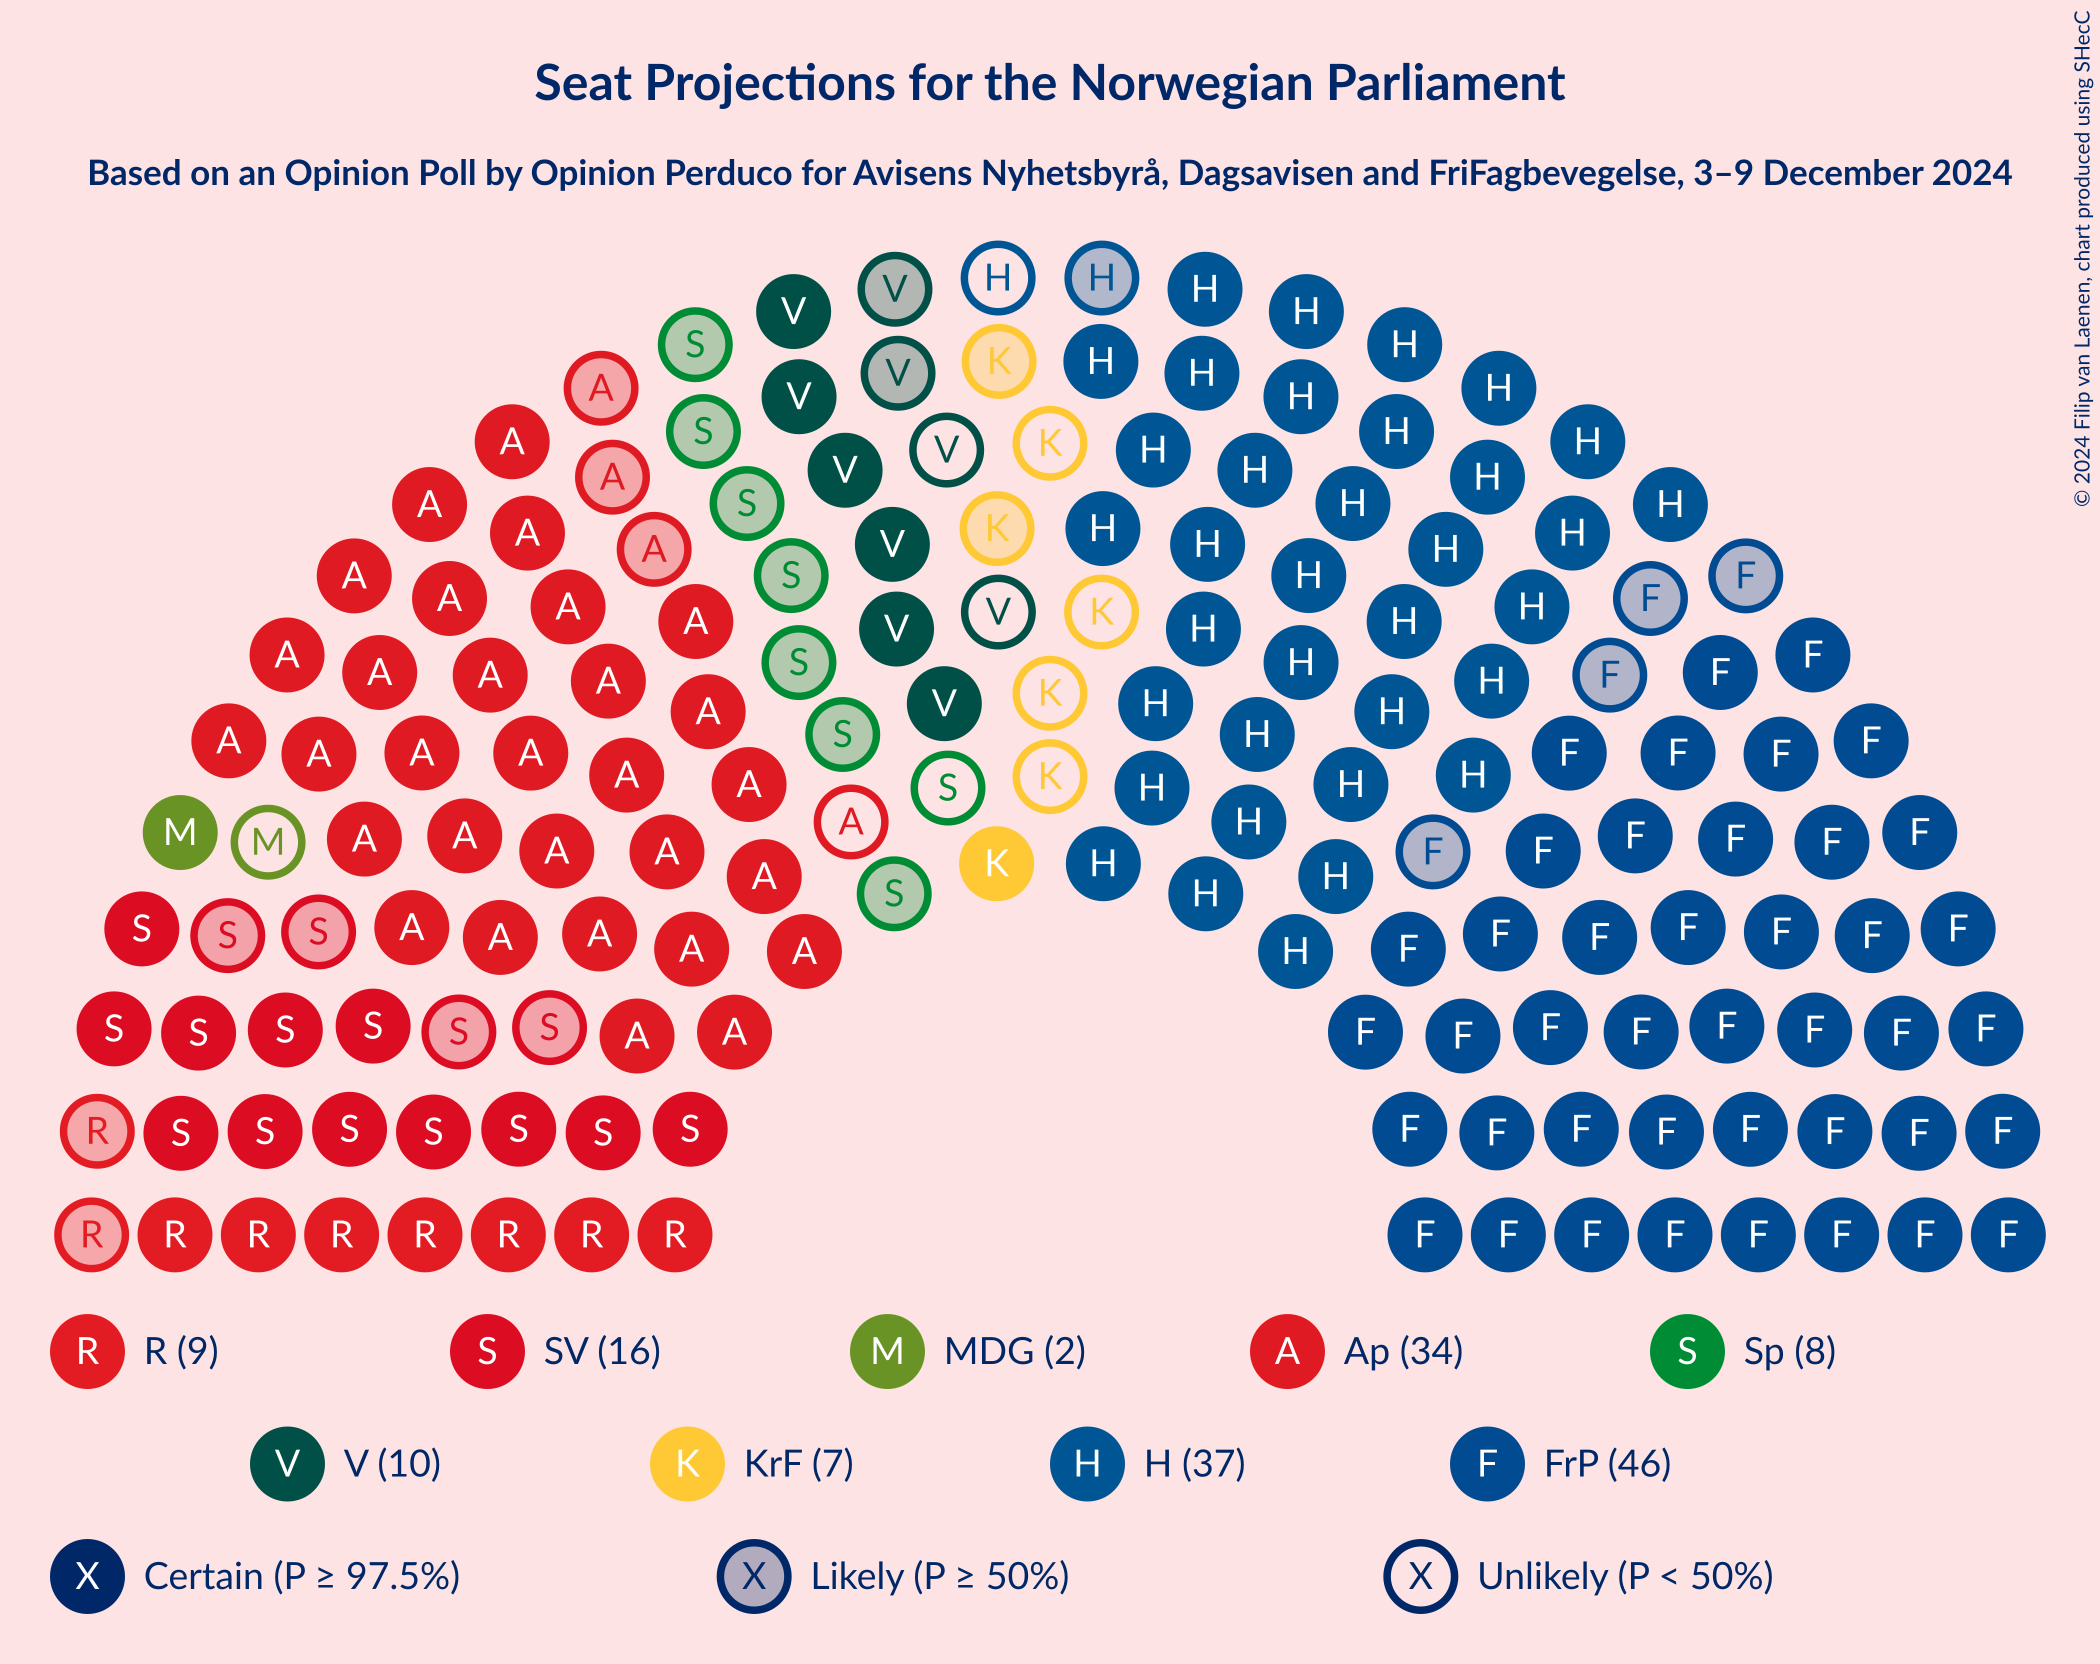 Seat Projections for the Norwegian Parliament
Based on an Opinion Poll by Opinion Perduco for Avisens Nyhetsbyrå, Dagsavisen and FriFagbevegelse, 3–9 December 2024
© 2024 Filip van Laenen, chart produced using SHecC
V H H H
S V H H
A V K H H H
A V H
A S V K H H H H
A A V H H H
A S K H H
A A S V H H H
A A S H H F F
A A V K H H
A A S H H F F
A A A S K H H F F
A A V H H
A A A A S H F F F F
A A A S K H H H
M M A A A A A A H H F F F F F F
A S K H H H
S S S A A A A A H F F F F F F F
S S S S S S A A F F F F F F F F
R S S S S S S S F F F F F F F F
R R R R R R R R F F F F F F F F
R R (9) S SV (16) M MDG (2) A Ap (34) S Sp (8)
V V (10) K KrF (7) H H (37) F FrP (46)
X Certain (P ≥ 97.5%) X Likely (P ≥ 50%) X Unlikely (P < 50%)